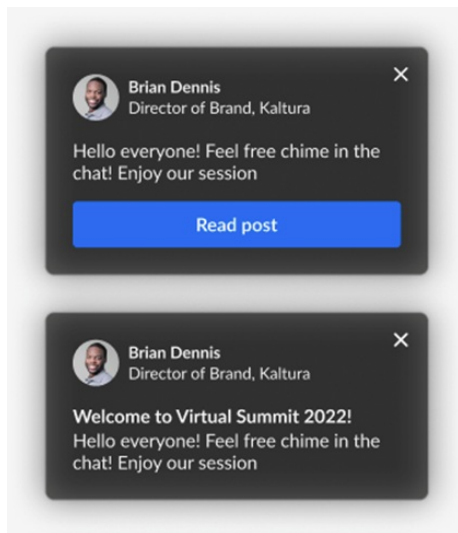 Brian Dennis
Director of Brand, Kaltura
Hello everyone! Feel free chime in the
chat! Enjoy our session
Read post
Brian Dennis
Director of Brand, Kaltura
Welcome to Virtual Summit 2022!
Hello everyone! Feel free chime in the
chat! Enjoy our session